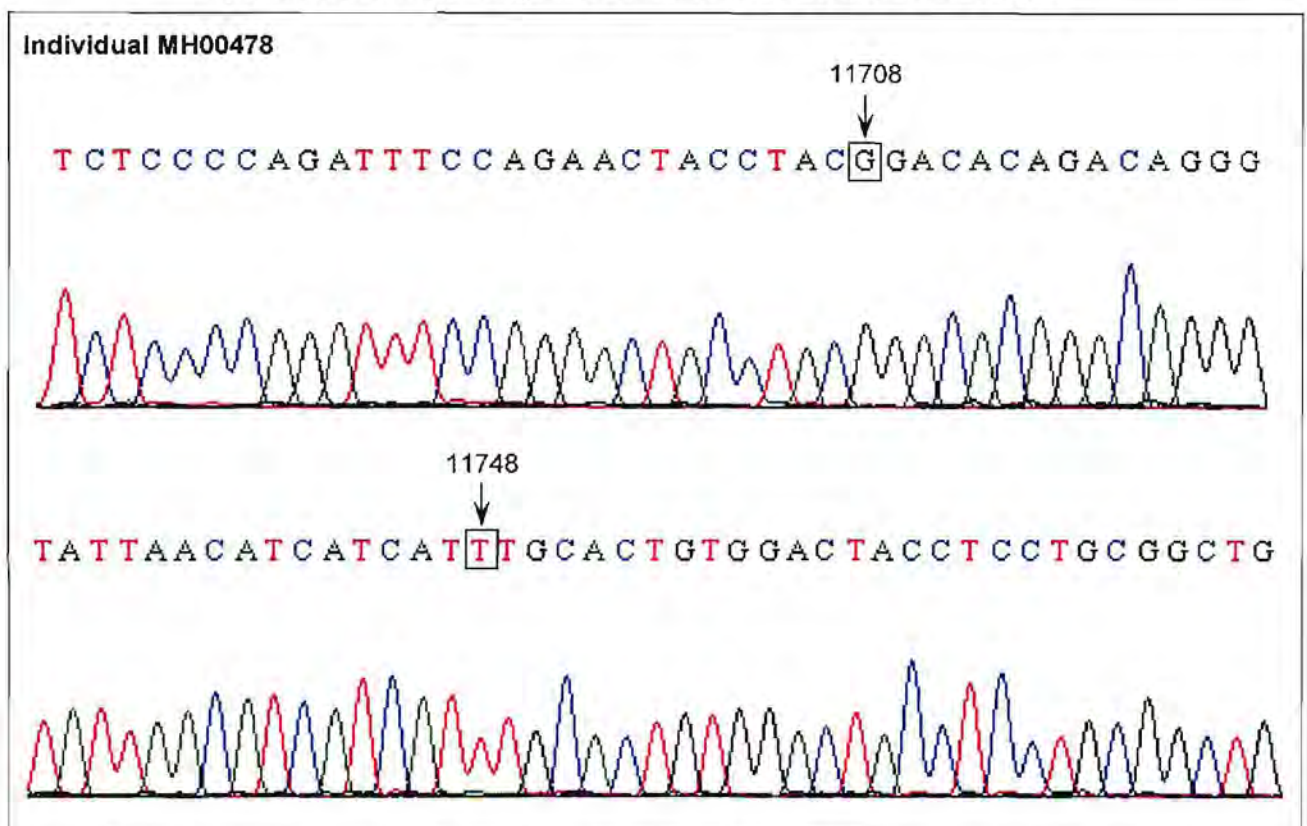 Individual MH00478
11708
TCTCCCCAGATTTCCAGAACTACCTACGGACACAGACAGGG
11748
TATTAACATCATCATTTGCACTGTGGACTACCTCCTGCGGCTG